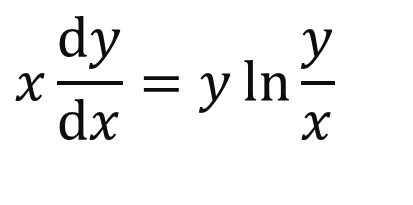 x dy/dx = y ln y/x